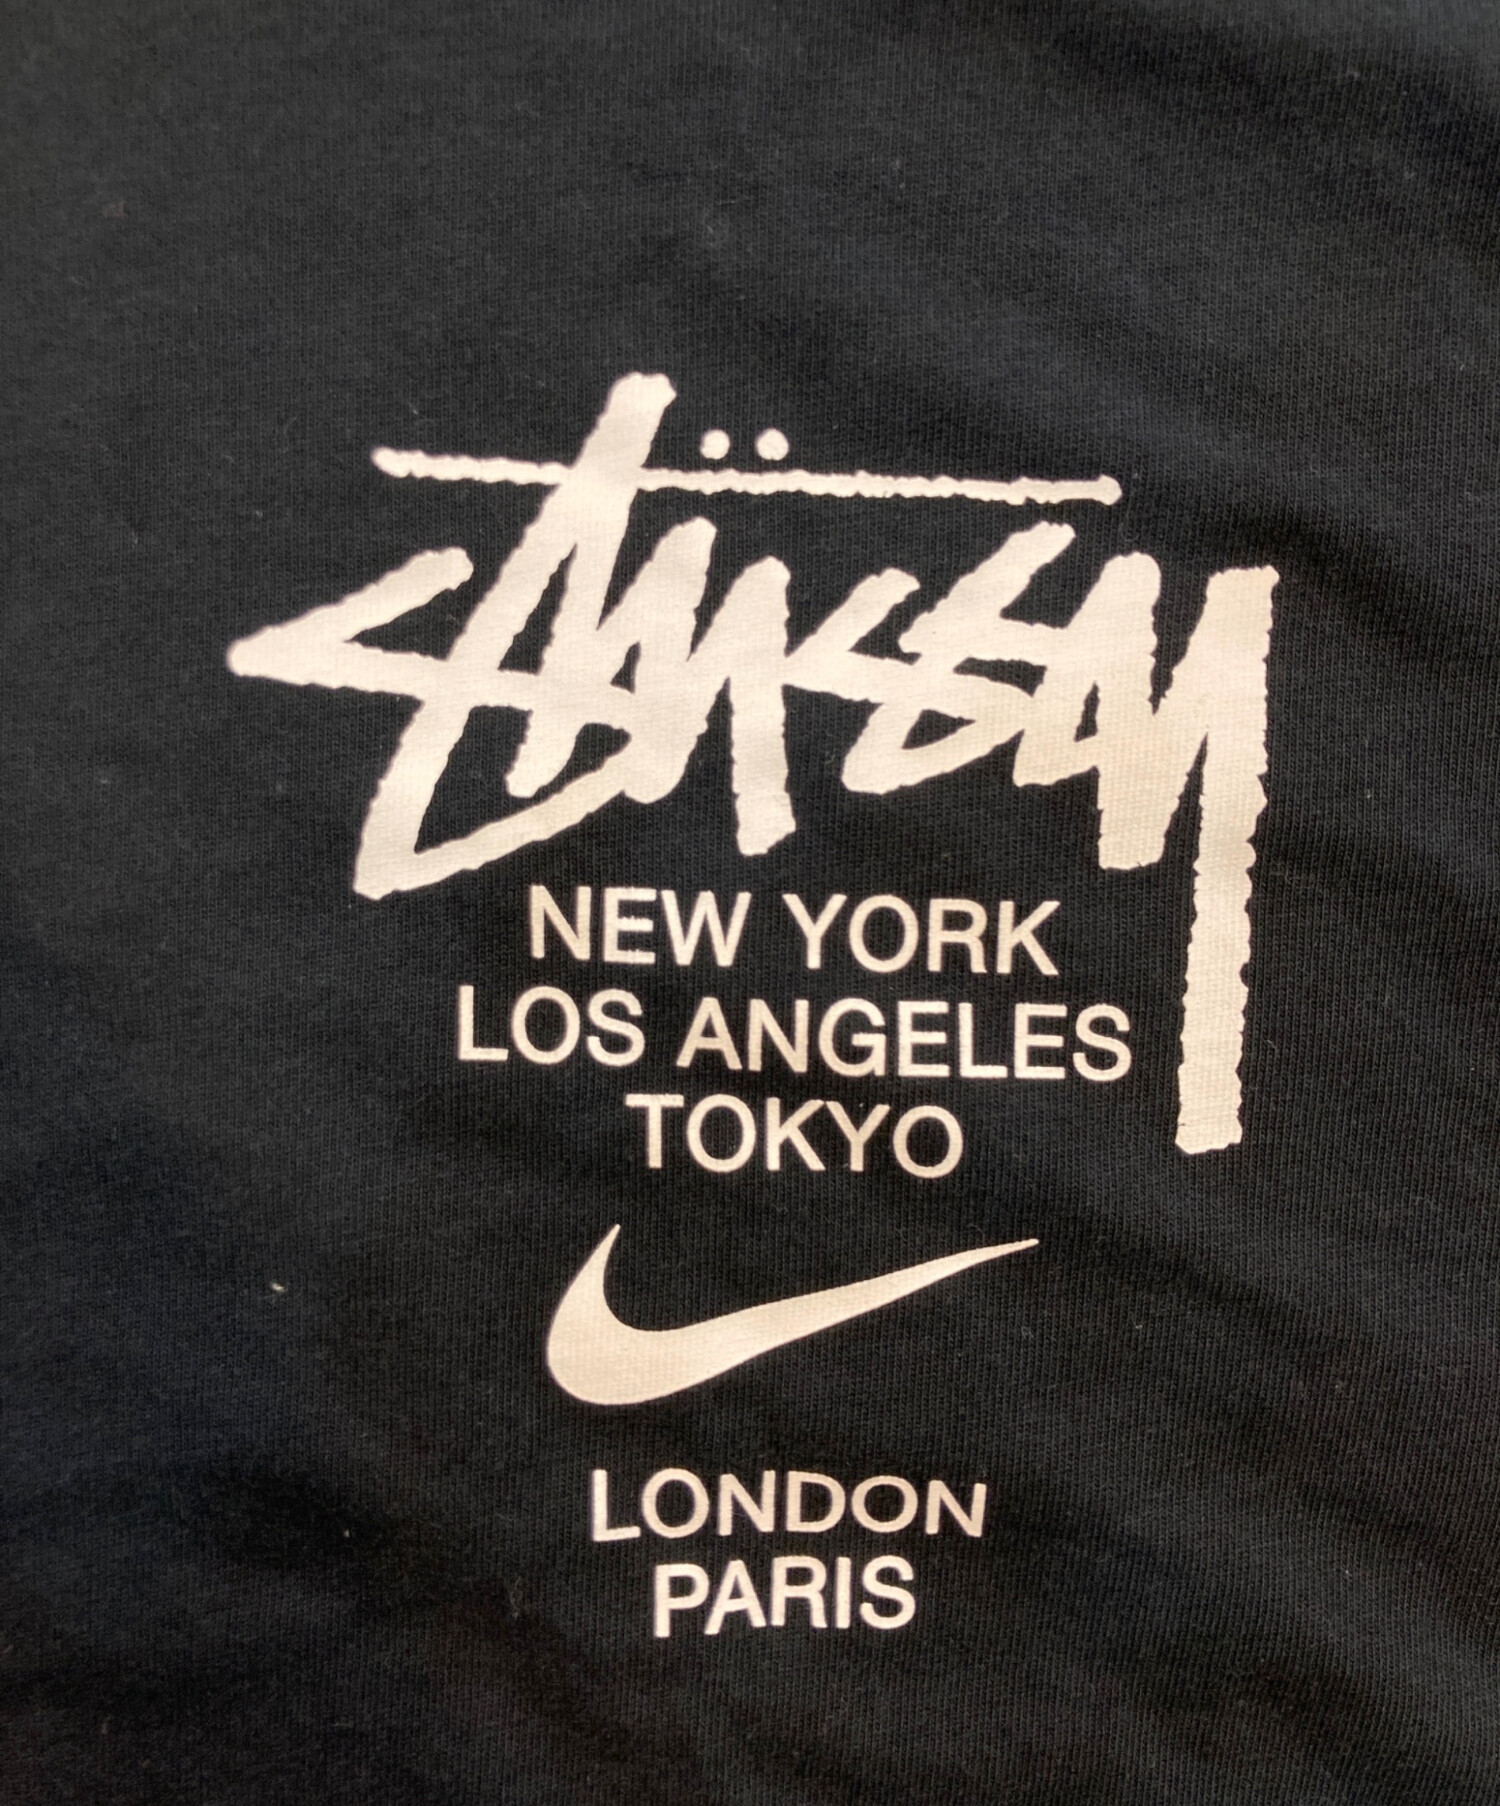 Stüssy
NEW YORK
LOS ANGELES
TOKYO
LONDON
PARIS